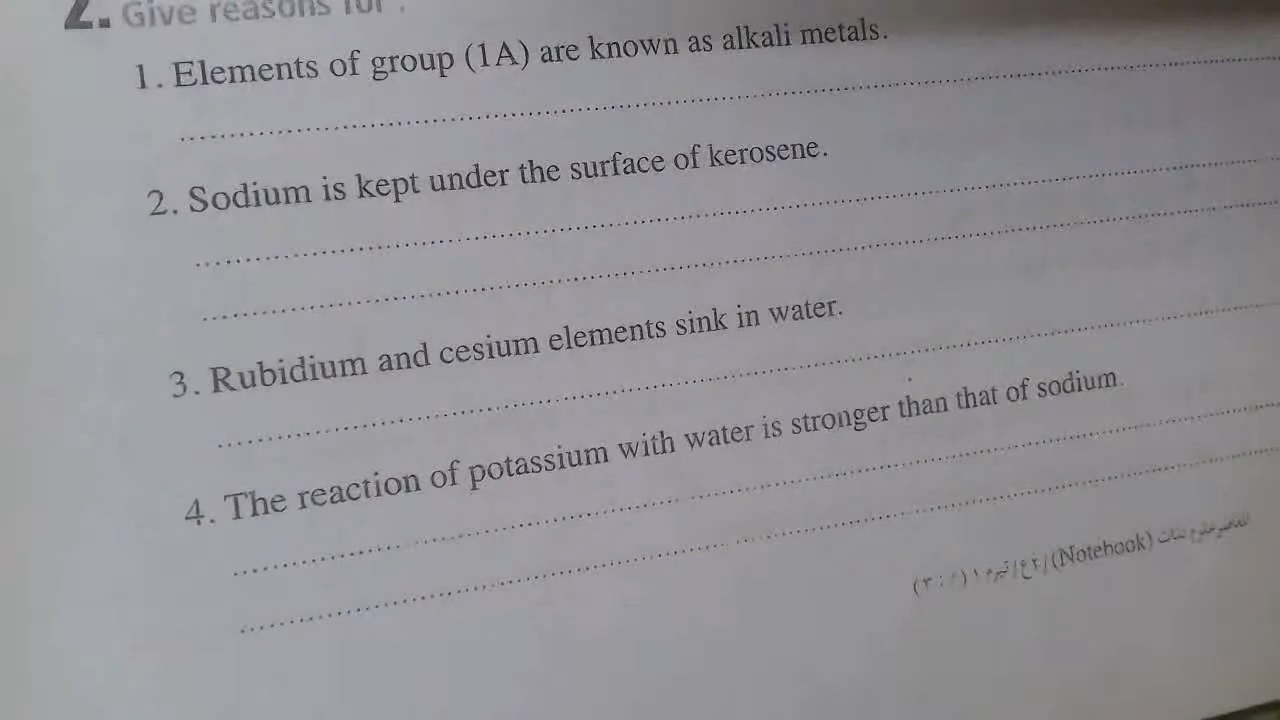 2. Give reasons for :
1. Elements of group (1A) are known as alkali metals.
2. Sodium is kept under the surface of kerosene.
3. Rubidium and cesium elements sink in water.
4. The reaction of potassium with water is stronger than that of sodium.
(Notebook)